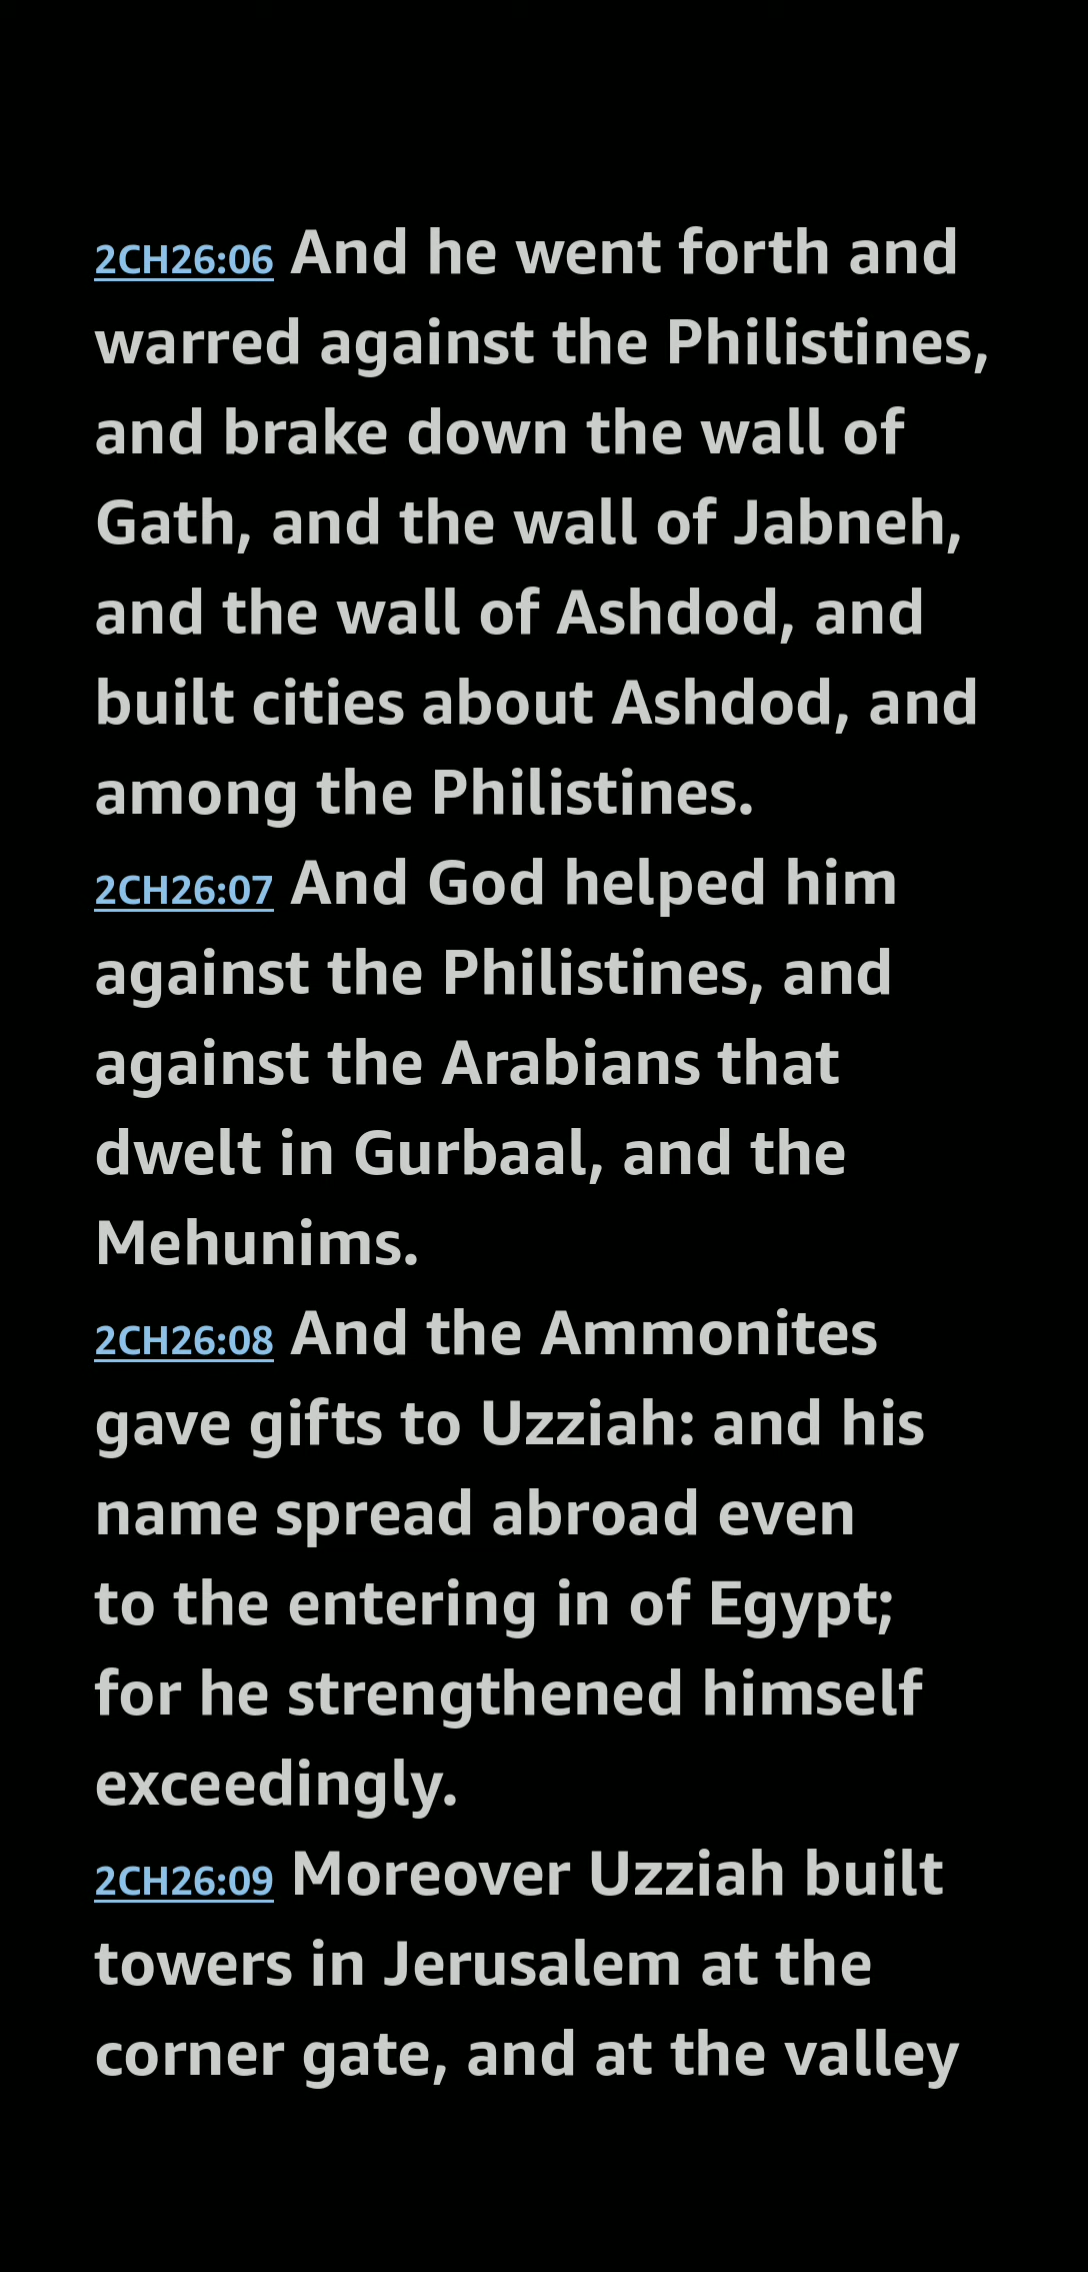 2CH26:06 And he went forth and
warred against the Philistines,
and brake down the wall of
Gath, and the wall of Jabneh,
and the wall of Ashdod, and
built cities about Ashdod, and
among the Philistines.
2CH26:07 And God helped him
against the Philistines, and
against the Arabians that
dwelt in Gurbaal, and the
Mehunims.
2CH26:08 And the Ammonites
gave gifts to Uzziah: and his
name spread abroad even
to the entering in of Egypt;
for he strengthened himself
exceedingly.
2CH26:09 Moreover Uzziah built
towers in Jerusalem at the
corner gate, and at the valley